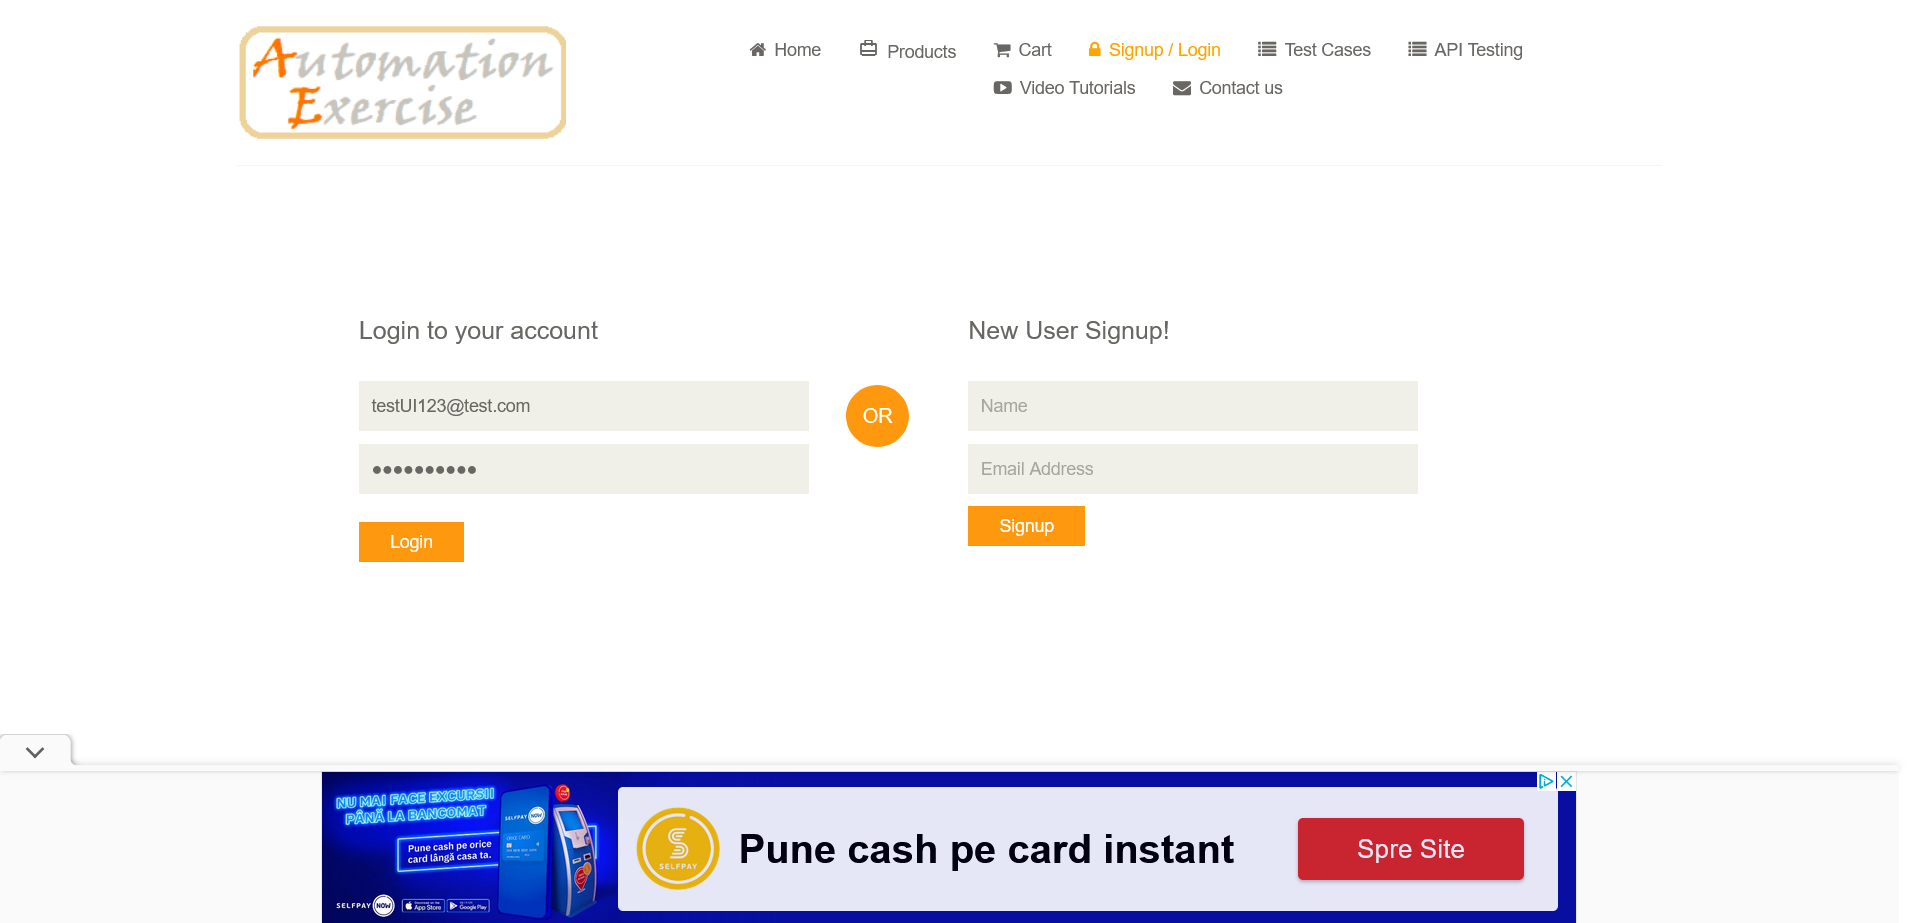 Automation
Exercise
Home
Products
Cart
Signup / Login
Test Cases
API Testing
Video Tutorials
Contact us
Login to your account
testUI123@test.com
●●●●●●●●●●
Login
OR
New User Signup!
Name
Email Address
Signup
NU MAI FACE EXCURSII
PÂNĂ LA BANCOMAT
Pune cash pe orice
card lângă casa ta.
SELFPAY NOW
App Store
Google Play
SELFPAY NOW
SELFPAY
Pune cash pe card instant
Spre Site